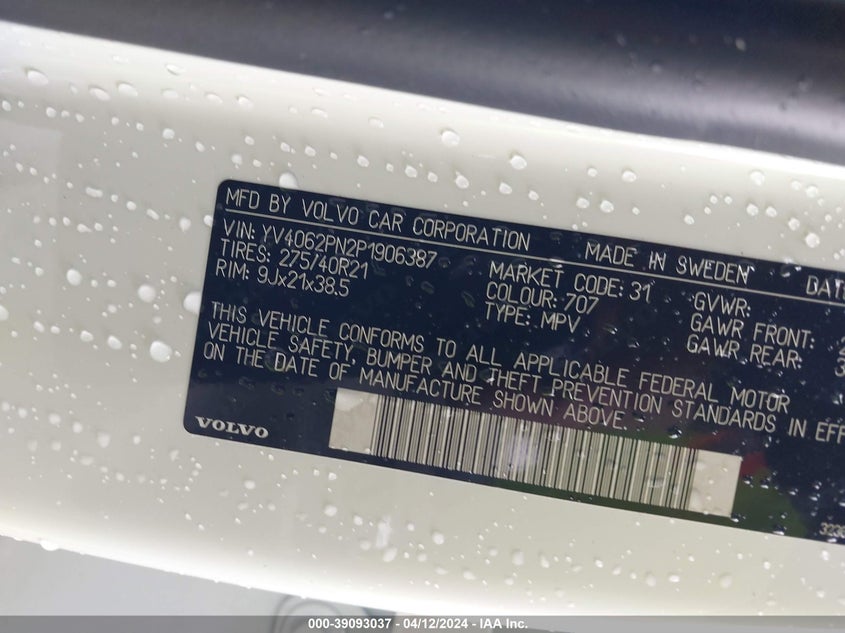 MFD BY VOLVO CAR CORPORATION MADE IN SWEDEN
VIN: YV4062PN2P1906387
TIRES: 275/40R21
RIM: 9Jx21x38.5
MARKET CODE: 31
COLOUR: 707
TYPE: MPV
GVWR:
GAWR FRONT:
GAWR REAR:
THIS VEHICLE CONFORMS TO ALL APPLICABLE FEDERAL MOTOR
VEHICLE SAFETY, BUMPER AND THEFT PREVENTION STANDARDS IN
ON THE DATE OF MANUFACTURE SHOWN ABOVE.
VOLVO
000-39093037 - 04/12/2024 - IAA Inc.